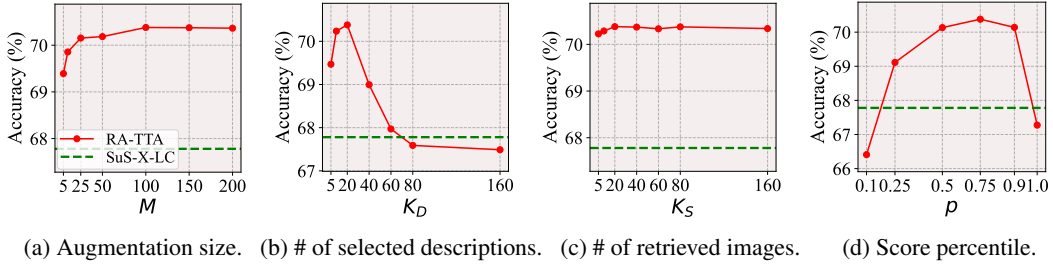 Accuracy (%)
70
69
68
RA-TTA
SuS-X-LC
5 25 50 100 150 200
M
(a) Augmentation size.
Accuracy (%)
70
69
68
67
5 20 40 60 80 160
K_D
(b) # of selected descriptions.
Accuracy (%)
70
69
68
5 20 40 60 80 160
K_S
(c) # of retrieved images.
Accuracy (%)
70
69
68
67
66
0.1 0.25 0.5 0.75 0.9 1.0
p
(d) Score percentile.